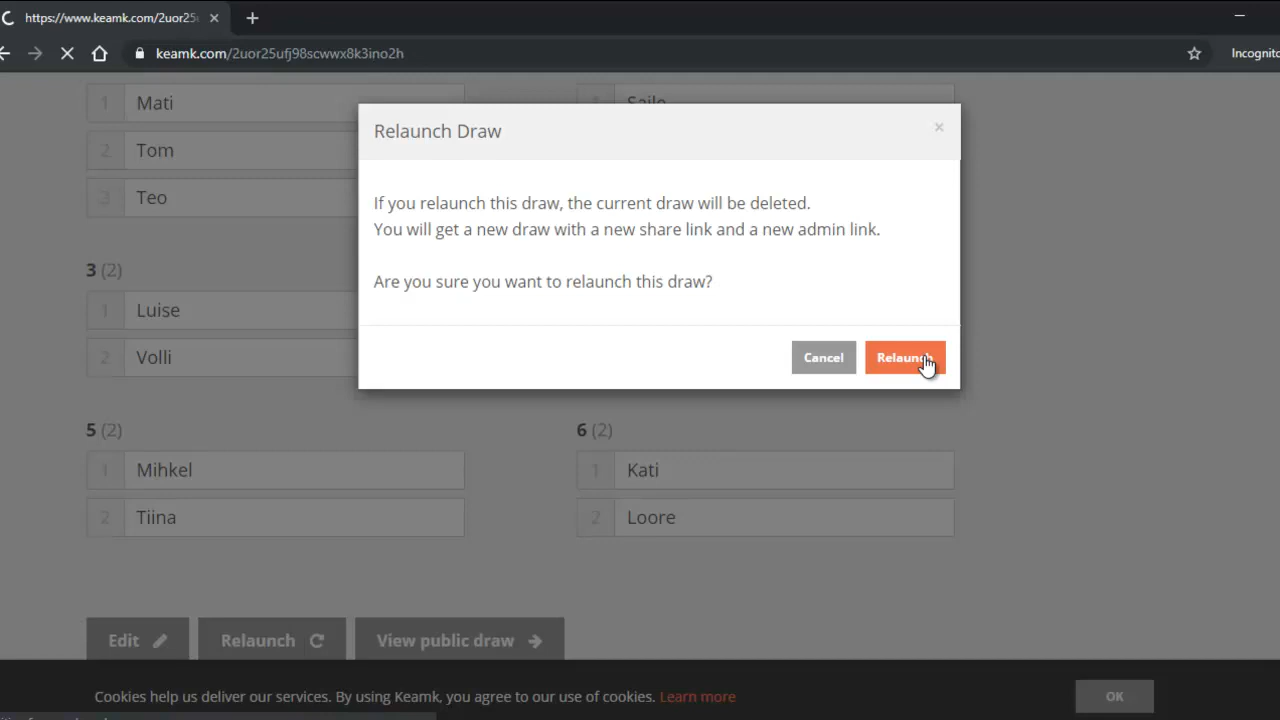 https://www.keamk.com/2uor25u
keamk.com/2uor25ufj98scwwx8k3ino2h
Incognito
1 Mati
Sailo
2 Tom
3 Teo
Relaunch Draw
If you relaunch this draw, the current draw will be deleted.
You will get a new draw with a new share link and a new admin link.
Are you sure you want to relaunch this draw?
Cancel
Relaunch
3 (2)
1 Luise
2 Volli
5 (2)
1 Mihkel
2 Tiina
6 (2)
1 Kati
2 Loore
Edit
Relaunch
View public draw
Cookies help us deliver our services. By using Keamk, you agree to our use of cookies. Learn more
OK